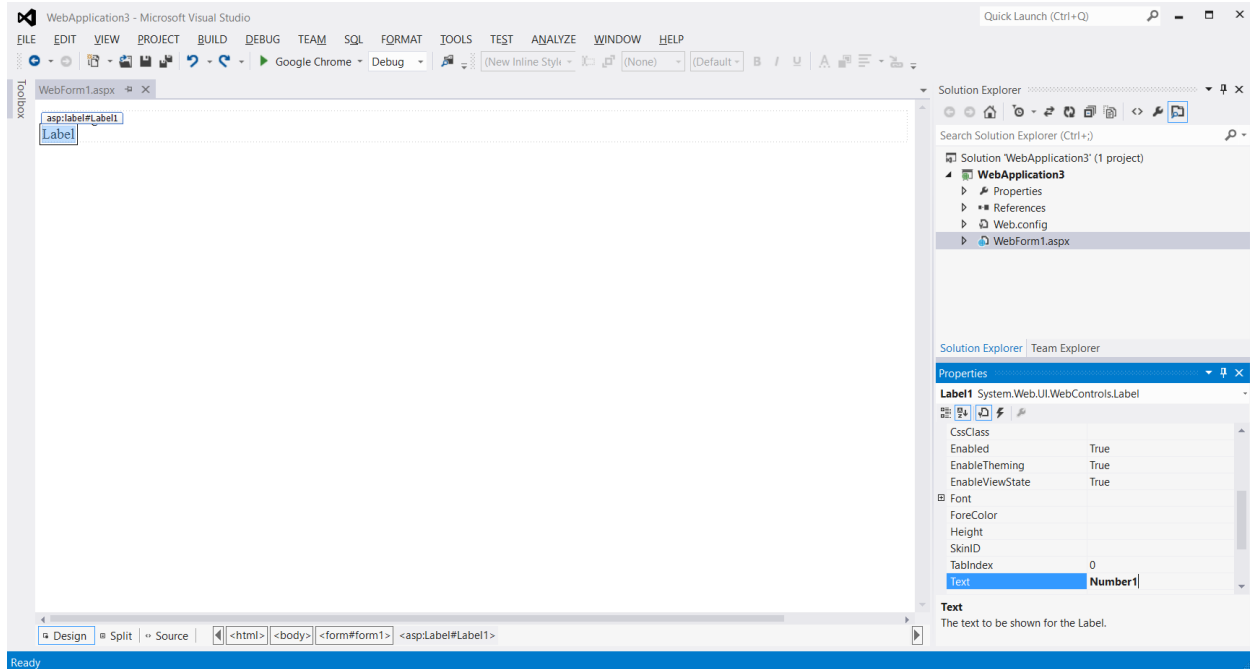 WebApplication3 - Microsoft Visual Studio
Quick Launch (Ctrl+Q)
FILE EDIT VIEW PROJECT BUILD DEBUG TEAM SQL FORMAT TOOLS TEST ANALYZE WINDOW HELP
Google Chrome Debug (New Inline Style (None) (Default B I U A
Toolbox
WebForm1.aspx
asp:label#Label1
Label
Solution Explorer
Search Solution Explorer (Ctrl+;)
Solution 'WebApplication3' (1 project)
WebApplication3
Properties
References
Web.config
WebForm1.aspx
Solution Explorer Team Explorer
Properties
Label1 System.Web.UI.WebControls.Label
CssClass
Enabled True
EnableTheming True
EnableViewState True
Font
ForeColor
Height
SkinID
TabIndex 0
Text Number1
Text
The text to be shown for the Label.
Design Split Source <html> <body> <form#form1> <asp:Label#Label1>
Ready